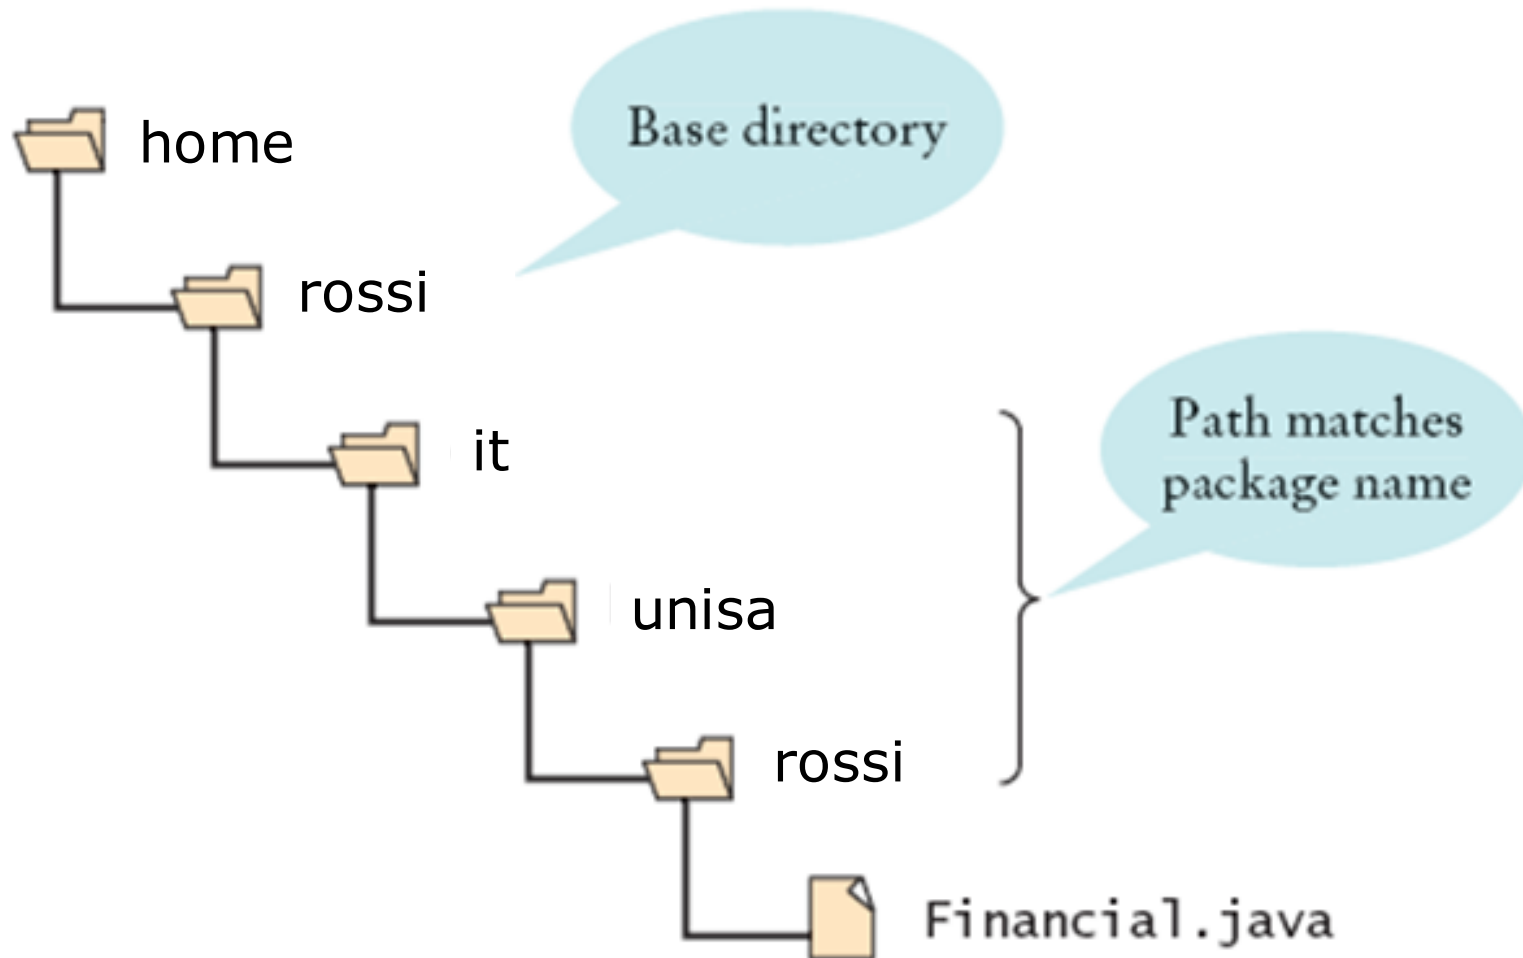 home
Base directory
rossi
it
Path matches
package name
unisa
rossi
Financial.java